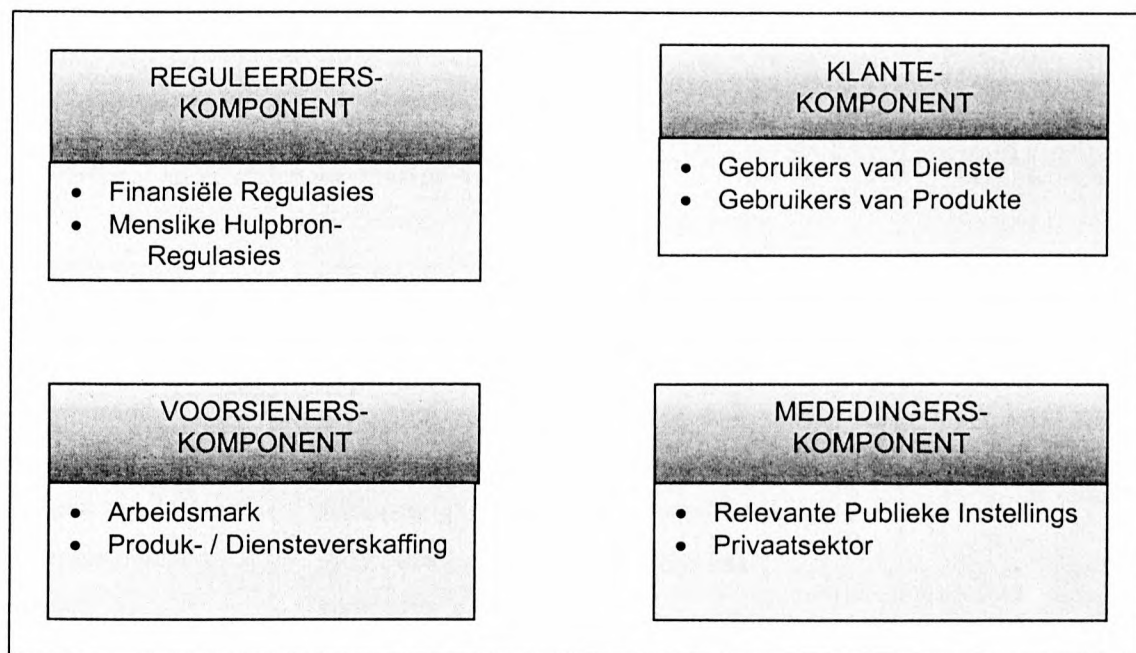 REGULEERDERS-
KOMPONENT
• Finansiële Regulasies
• Menslike Hulpbron-
Regulasies
KLANTE-
KOMPONENT
• Gebruikers van Dienste
• Gebruikers van Produkte
VOORSIENERS-
KOMPONENT
• Arbeidsmark
• Produk- / Diensteverskaffing
MEDEDINGERS-
KOMPONENT
• Relevante Publieke Instellings
• Privaatsektor